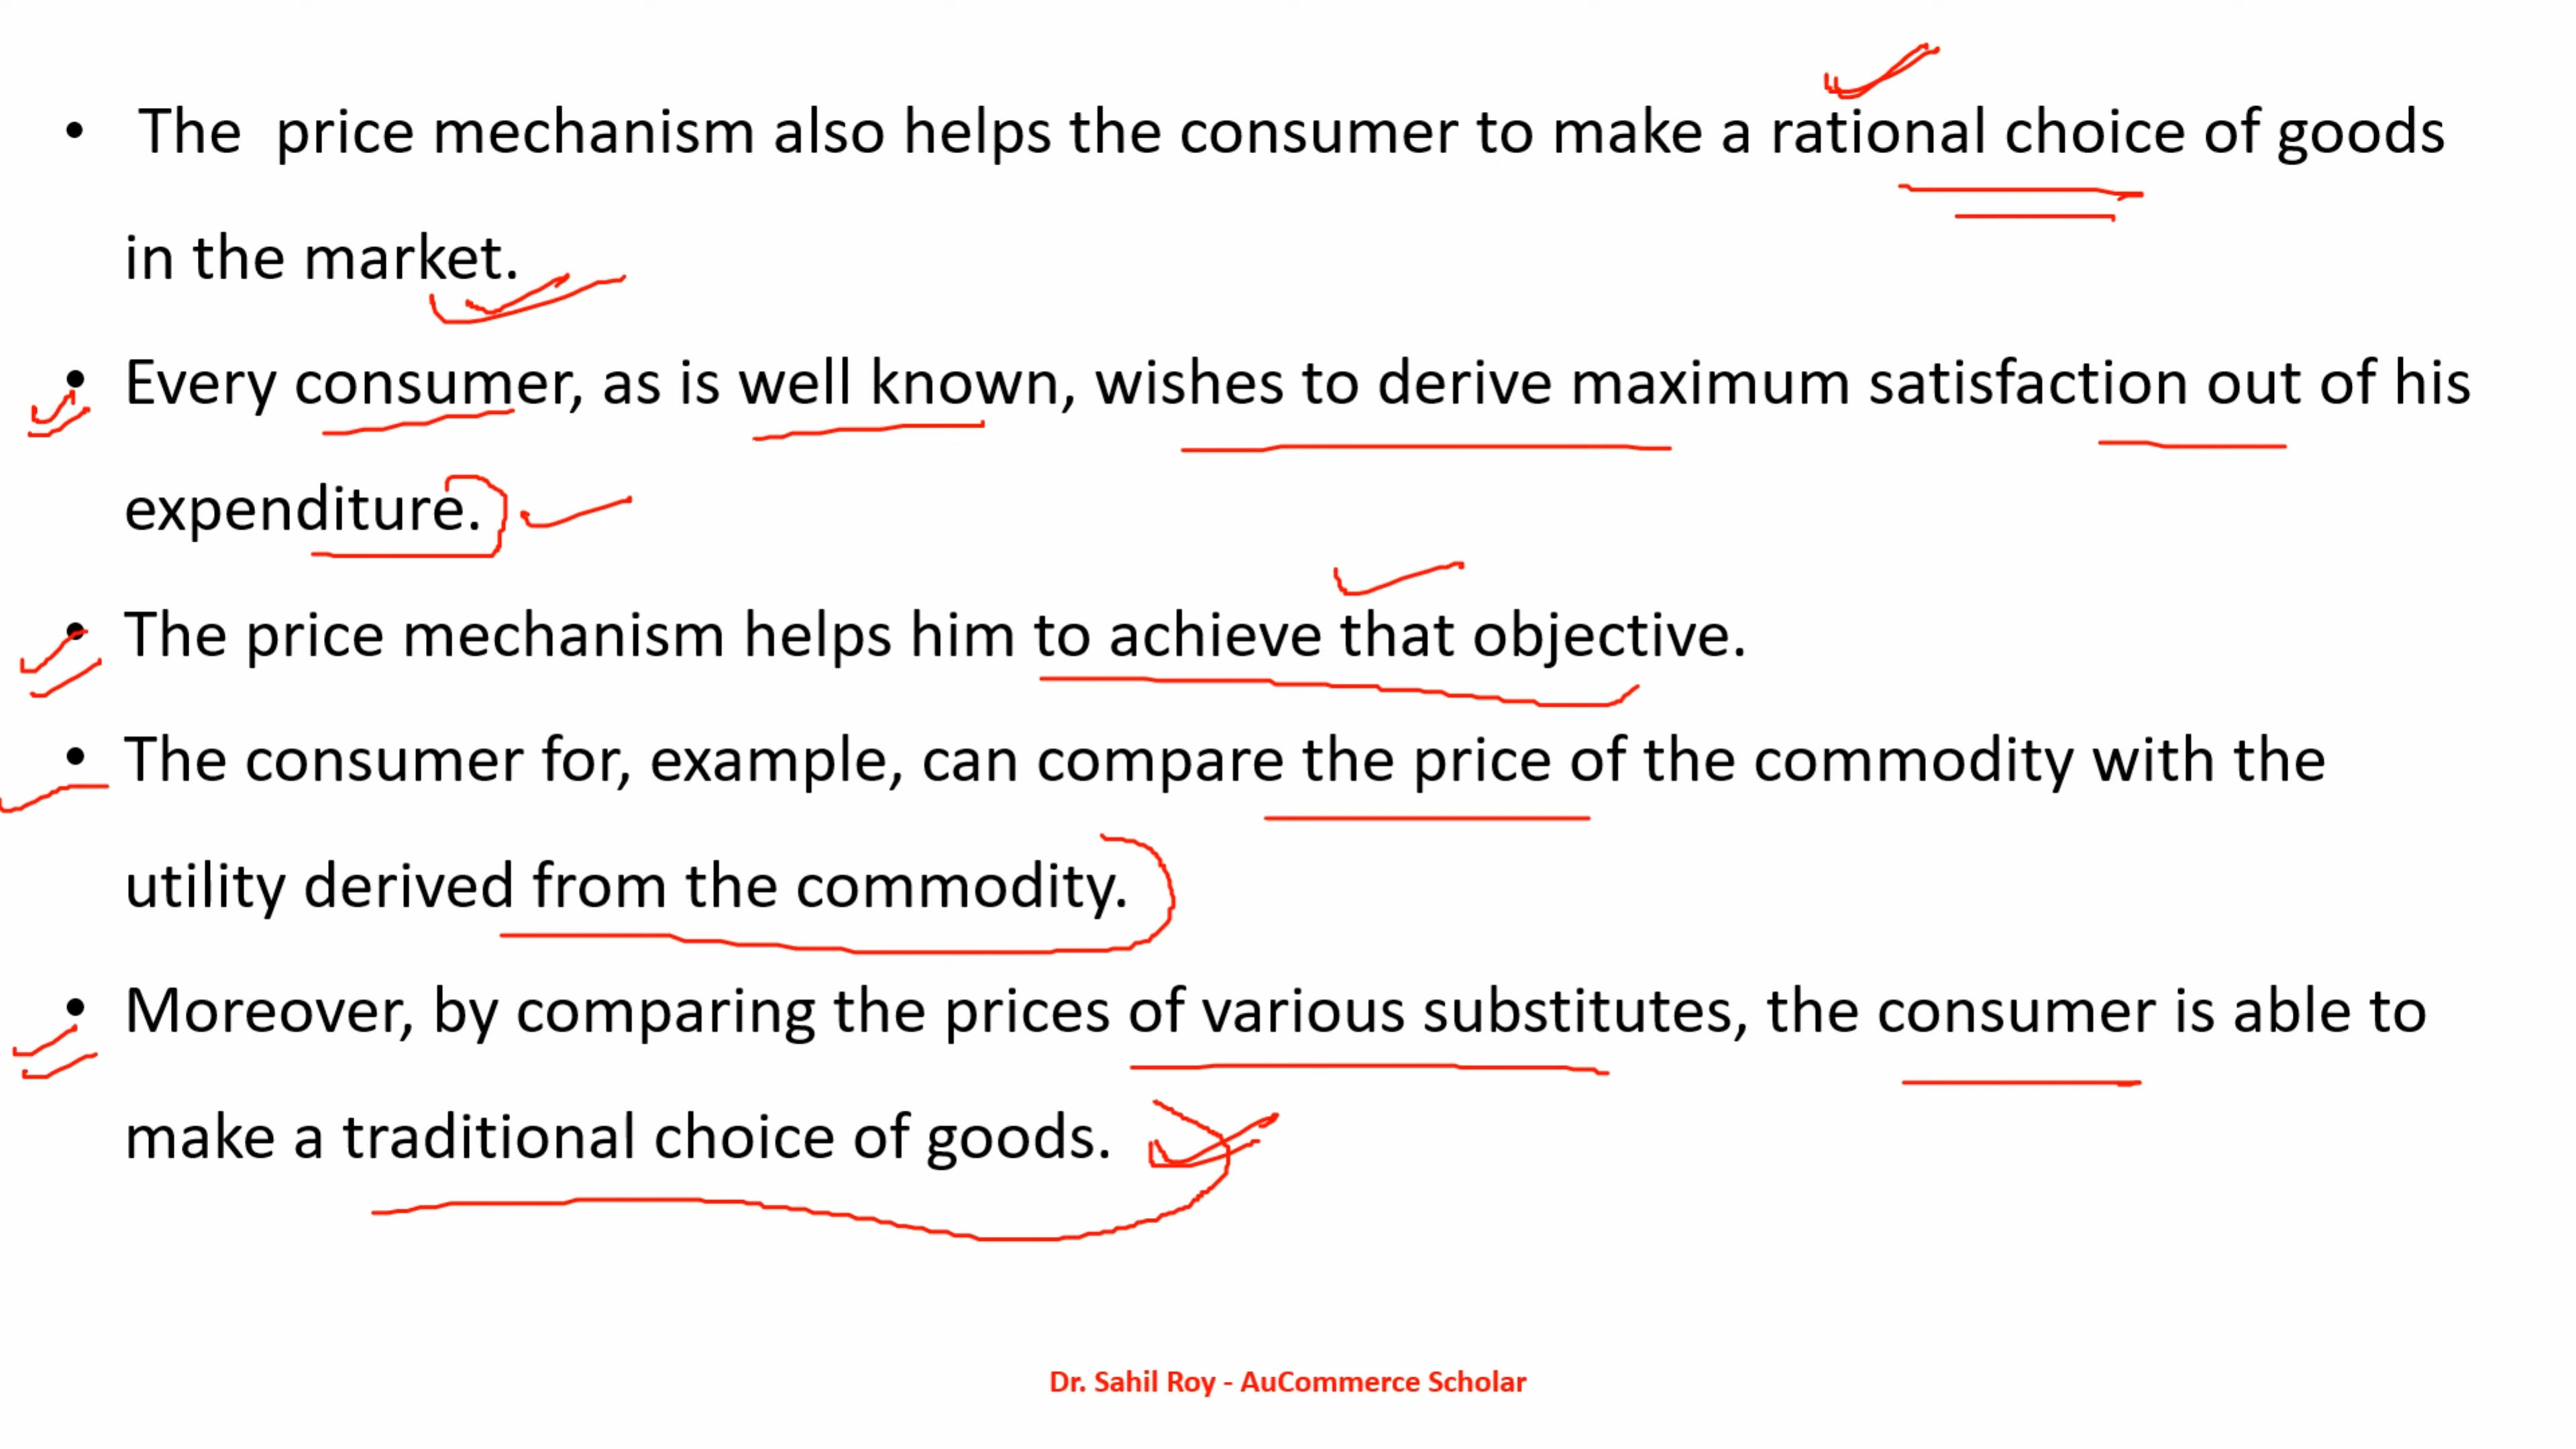 • The price mechanism also helps the consumer to make a rational choice of goods
in the market.
• Every consumer, as is well known, wishes to derive maximum satisfaction out of his
expenditure.
• The price mechanism helps him to achieve that objective.
• The consumer for, example, can compare the price of the commodity with the
utility derived from the commodity.
• Moreover, by comparing the prices of various substitutes, the consumer is able to
make a traditional choice of goods.
Dr. Sahil Roy - AuCommerce Scholar